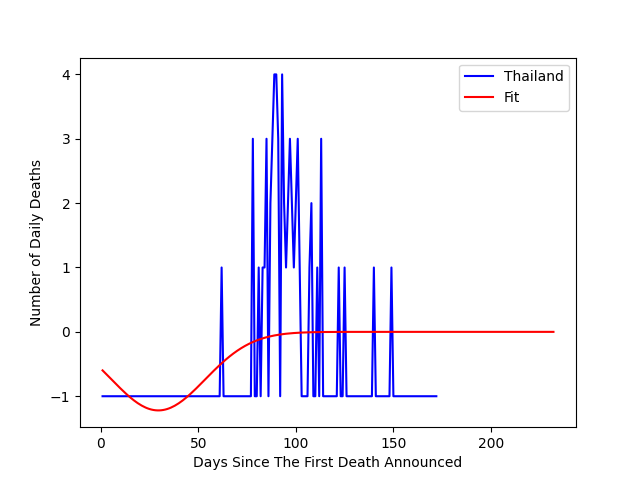 Thailand
Fit
4
3
2
1
0
−1
Number of Daily Deaths
0
50
100
150
200
Days Since The First Death Announced